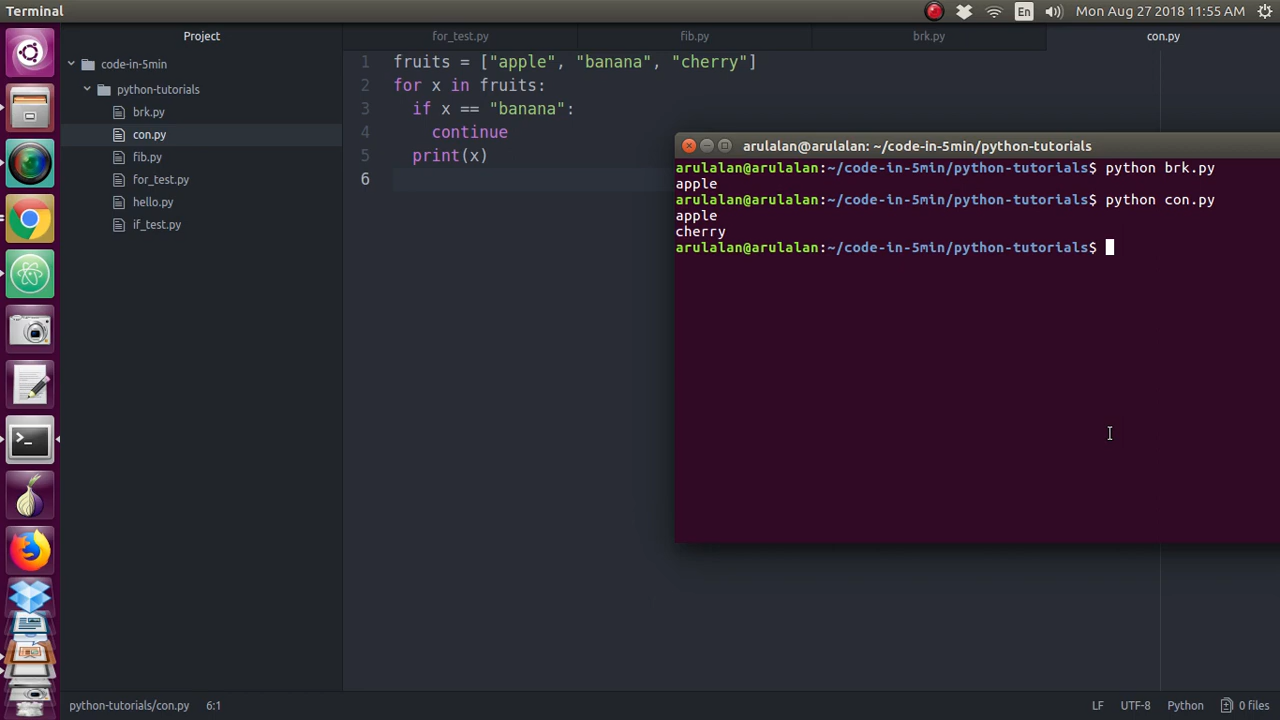 Terminal
En
Mon Aug 27 2018 11:55 AM
Project
code-in-5min
python-tutorials
brk.py
con.py
fib.py
for_test.py
hello.py
if_test.py
for_test.py
fib.py
brk.py
con.py
1 fruits = ["apple", "banana", "cherry"]
2 for x in fruits:
3 if x == "banana":
4 continue
5 print(x)
6
arulalan@arulalan: ~/code-in-5min/python-tutorials
arulalan@arulalan:~/code-in-5min/python-tutorials$ python brk.py
apple
arulalan@arulalan:~/code-in-5min/python-tutorials$ python con.py
apple
cherry
arulalan@arulalan:~/code-in-5min/python-tutorials$
python-tutorials/con.py 6:1
LF UTF-8 Python 0 files